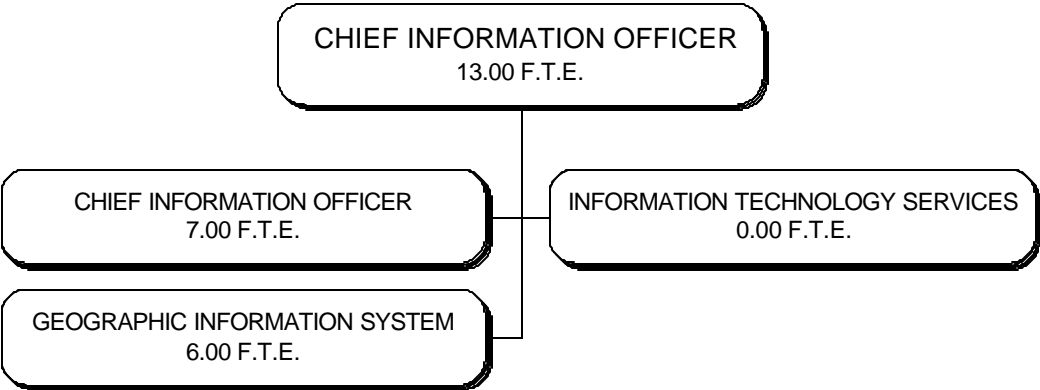 CHIEF INFORMATION OFFICER
13.00 F.T.E.
CHIEF INFORMATION OFFICER
7.00 F.T.E.
INFORMATION TECHNOLOGY SERVICES
0.00 F.T.E.
GEOGRAPHIC INFORMATION SYSTEM
6.00 F.T.E.